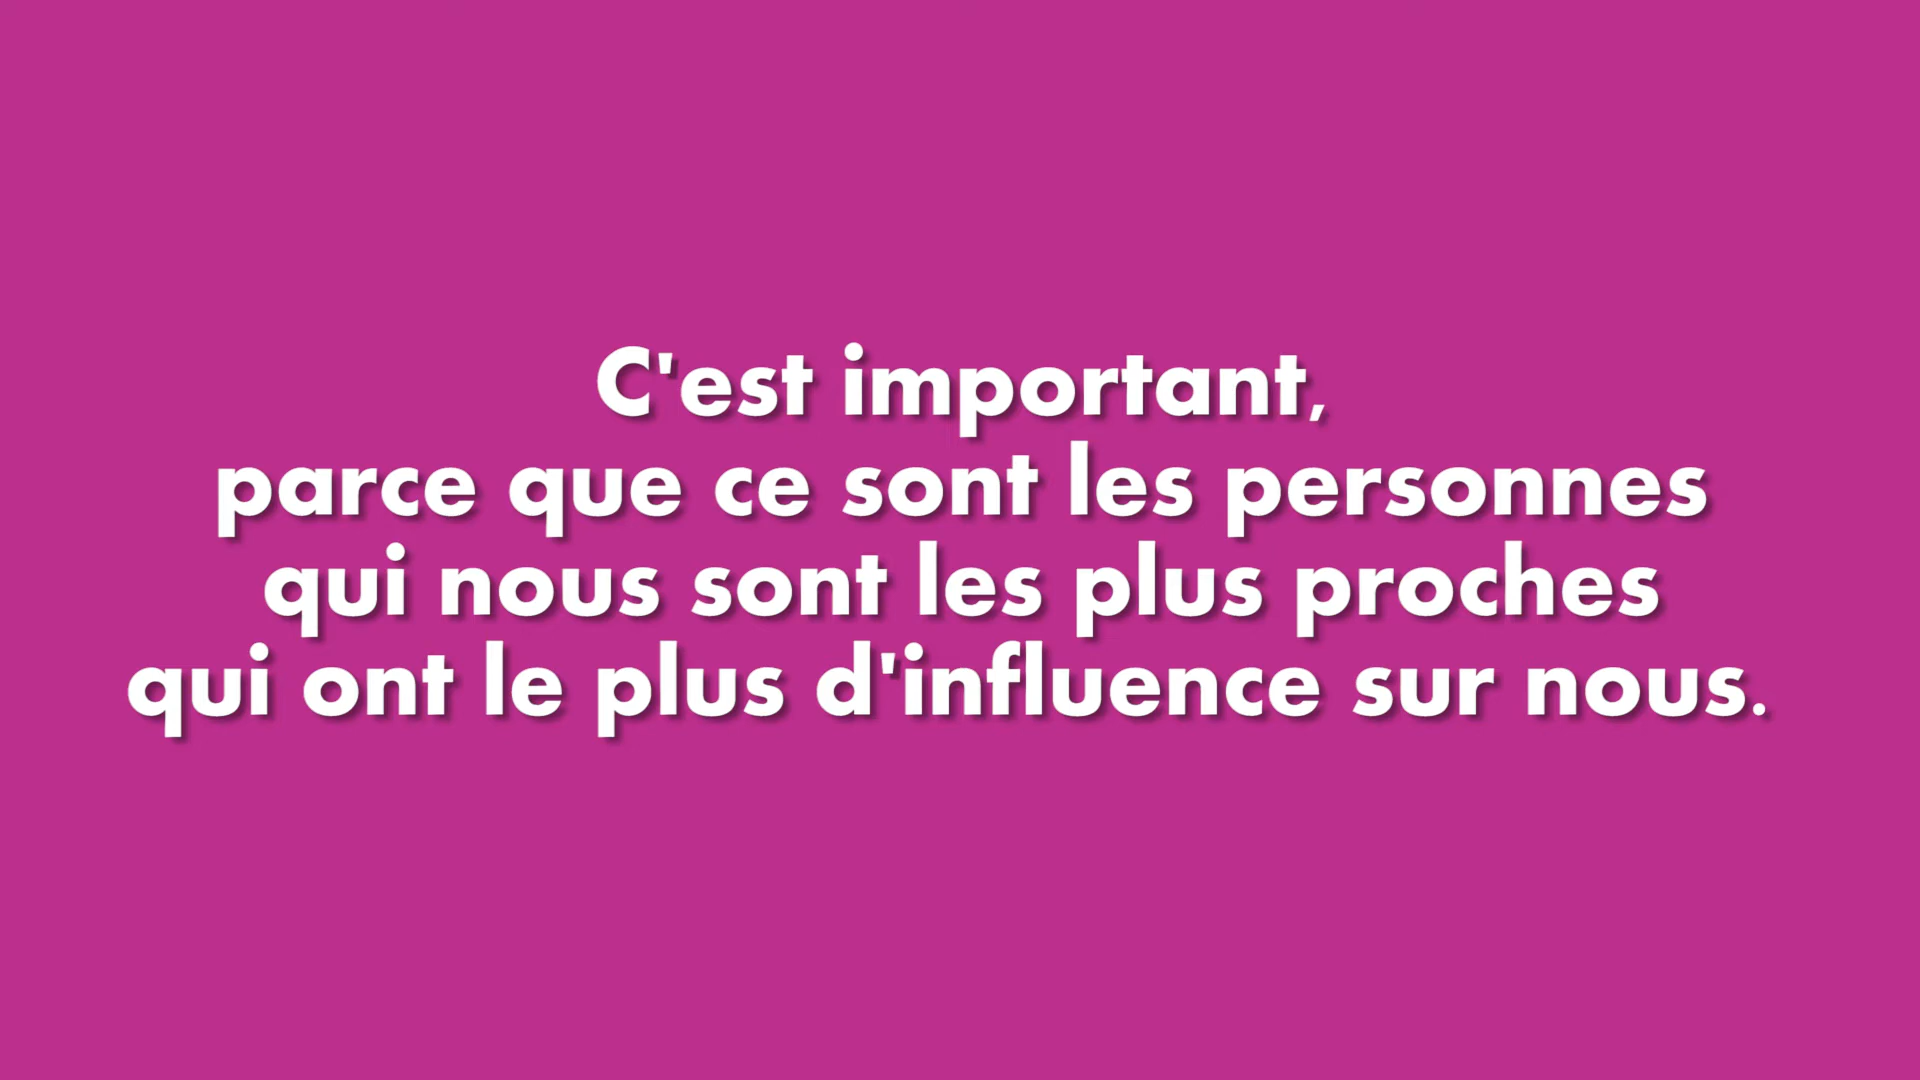 C'est important,
parce que ce sont les personnes
qui nous sont les plus proches
qui ont le plus d'influence sur nous.